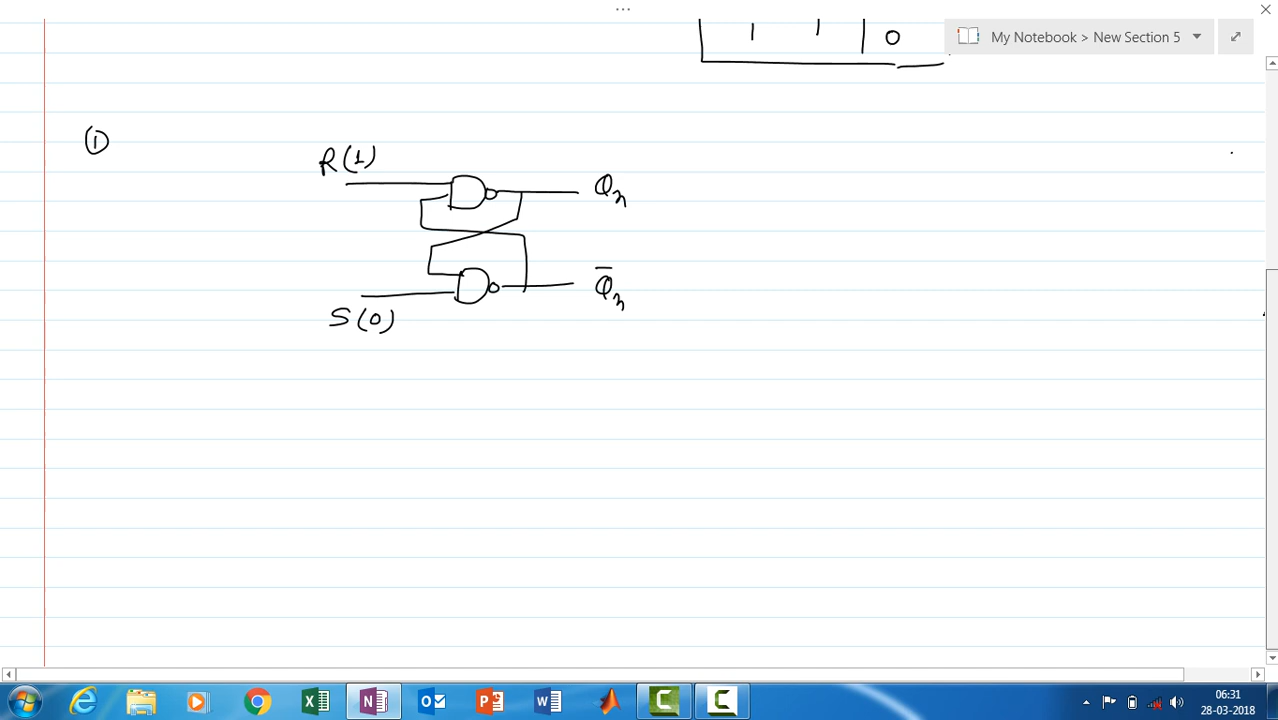 ...
My Notebook > New Section 5
1 1 0
①
R(1)
Qn
Q̅n
S(0)
06:31
28-03-2018